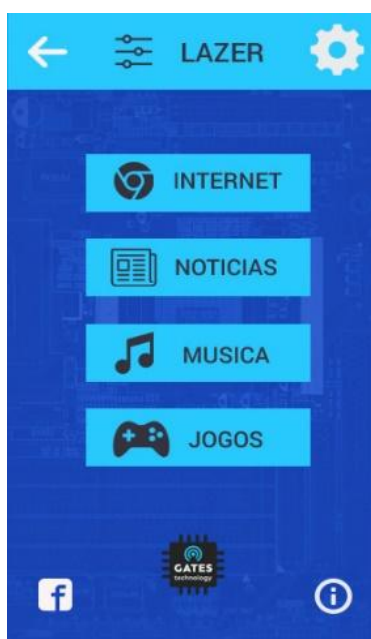 LAZER
INTERNET
NOTICIAS
MUSICA
JOGOS
GATES
technology